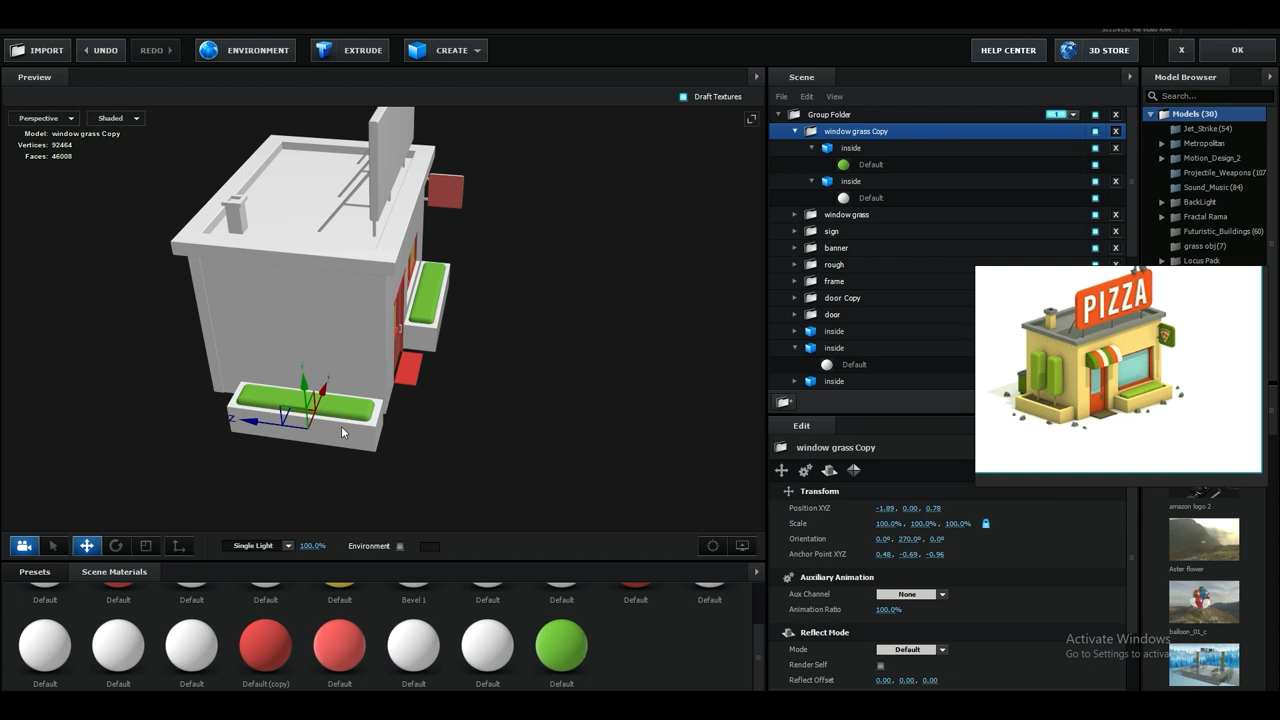 IMPORT
UNDO
REDO
ENVIRONMENT
EXTRUDE
CREATE
HELP CENTER
3D STORE
X
OK
Preview
Scene
Model Browser
Draft Textures
File
Edit
View
Search...
Perspective
Shaded
Model: window grass Copy
Vertices: 92464
Faces: 46008
Group Folder
1
X
window grass Copy
X
inside
X
Default
inside
X
Default
window grass
X
sign
X
banner
X
rough
frame
door Copy
door
inside
inside
Default
inside
Models (30)
Jet_Strike (54)
Metropolitan
Motion_Design_2
Projectile_Weapons (107
Sound_Music (84)
BackLight
Fractal Rama
Futuristic_Buildings (60)
grass obj(7)
Locus Pack
PIZZA
Z
Edit
window grass Copy
Transform
Position XYZ
-1.89, 0.00, 0.78
Scale
100.0%, 100.0%, 100.0%
Orientation
0.0º, 270.0º, 0.0º
Anchor Point XYZ
0.48, -0.69, -0.96
Auxiliary Animation
Aux Channel
None
Animation Ratio
100.0%
Reflect Mode
Mode
Default
Render Self
Reflect Offset
0.00, 0.00, 0.00
amazon logo 2
Aster flower
balloon_01_c
Activate Windows
Go to Settings to activa
Single Light
100.0%
Environment
Presets
Scene Materials
Default
Default
Default
Default
Default
Bevel 1
Default
Default
Default
Default
Default
Default
Default
Default (copy)
Default
Default
Default
Default